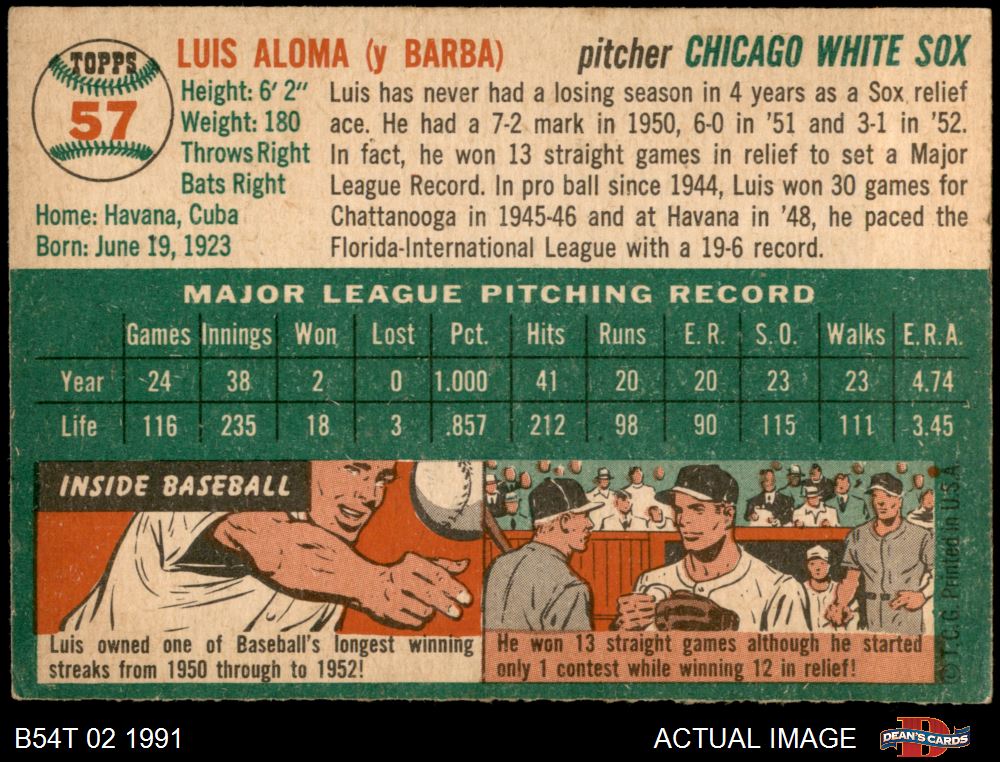 TOPPS
57
LUIS ALOMA (y BARBA)
pitcher CHICAGO WHITE SOX
Height: 6' 2"
Weight: 180
Throws Right
Bats Right
Home: Havana, Cuba
Born: June 19, 1923
Luis has never had a losing season in 4 years as a Sox relief
ace. He had a 7-2 mark in 1950, 6-0 in '51 and 3-1 in '52.
In fact, he won 13 straight games in relief to set a Major
League Record. In pro ball since 1944, Luis won 30 games for
Chattanooga in 1945-46 and at Havana in '48, he paced the
Florida-International League with a 19-6 record.
MAJOR LEAGUE PITCHING RECORD
Games Innings Won Lost Pct. Hits Runs E. R. S. O. Walks E.R.A.
Year 24 38 2 0 1.000 41 20 20 23 23 4.74
Life 116 235 18 3 .857 212 98 90 115 111 3.45
INSIDE BASEBALL
Luis owned one of Baseball's longest winning
streaks from 1950 through to 1952!
He won 13 straight games although he started
only 1 contest while winning 12 in relief!
© T.C.G. Printed in U.S.A.
B54T 02 1991
ACTUAL IMAGE
DEAN'S CARDS